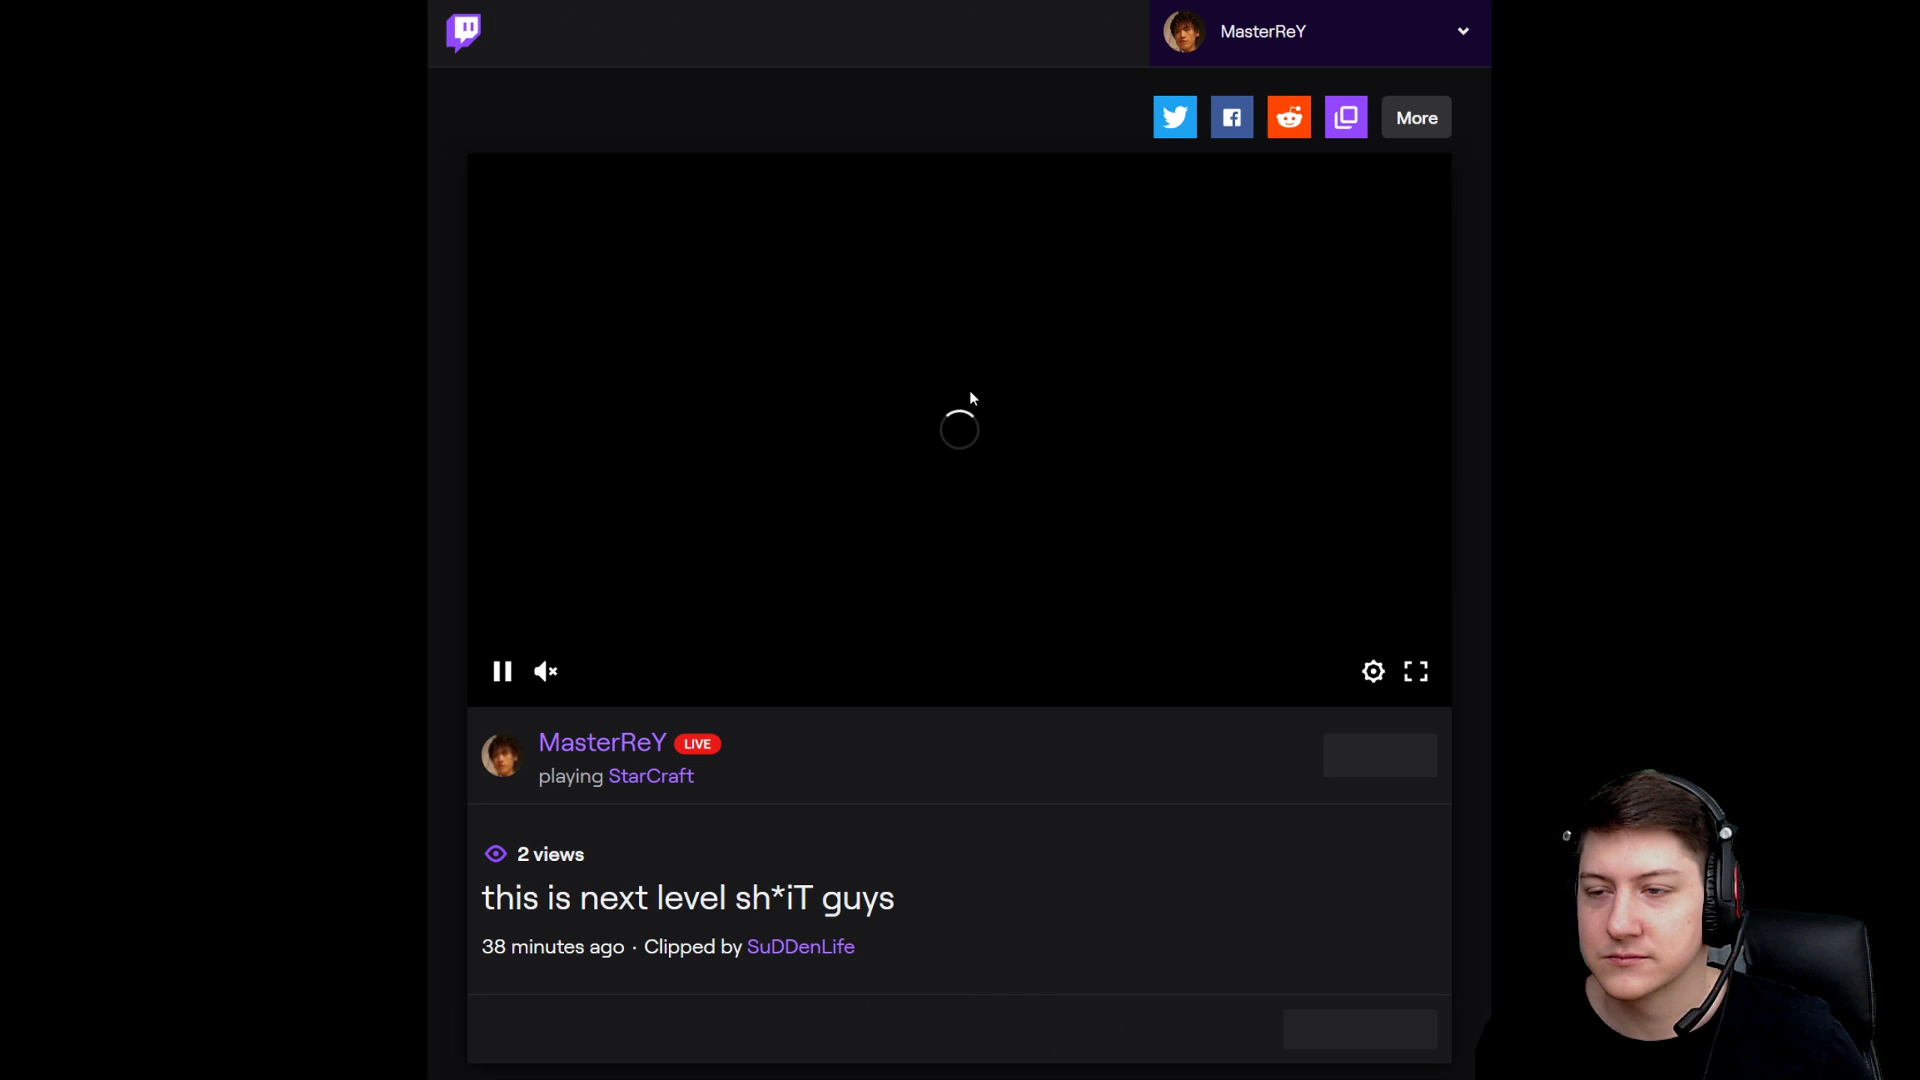 MasterReY
More
MasterReY LIVE
playing StarCraft
2 views
this is next level sh*iT guys
38 minutes ago · Clipped by SuDDenLife